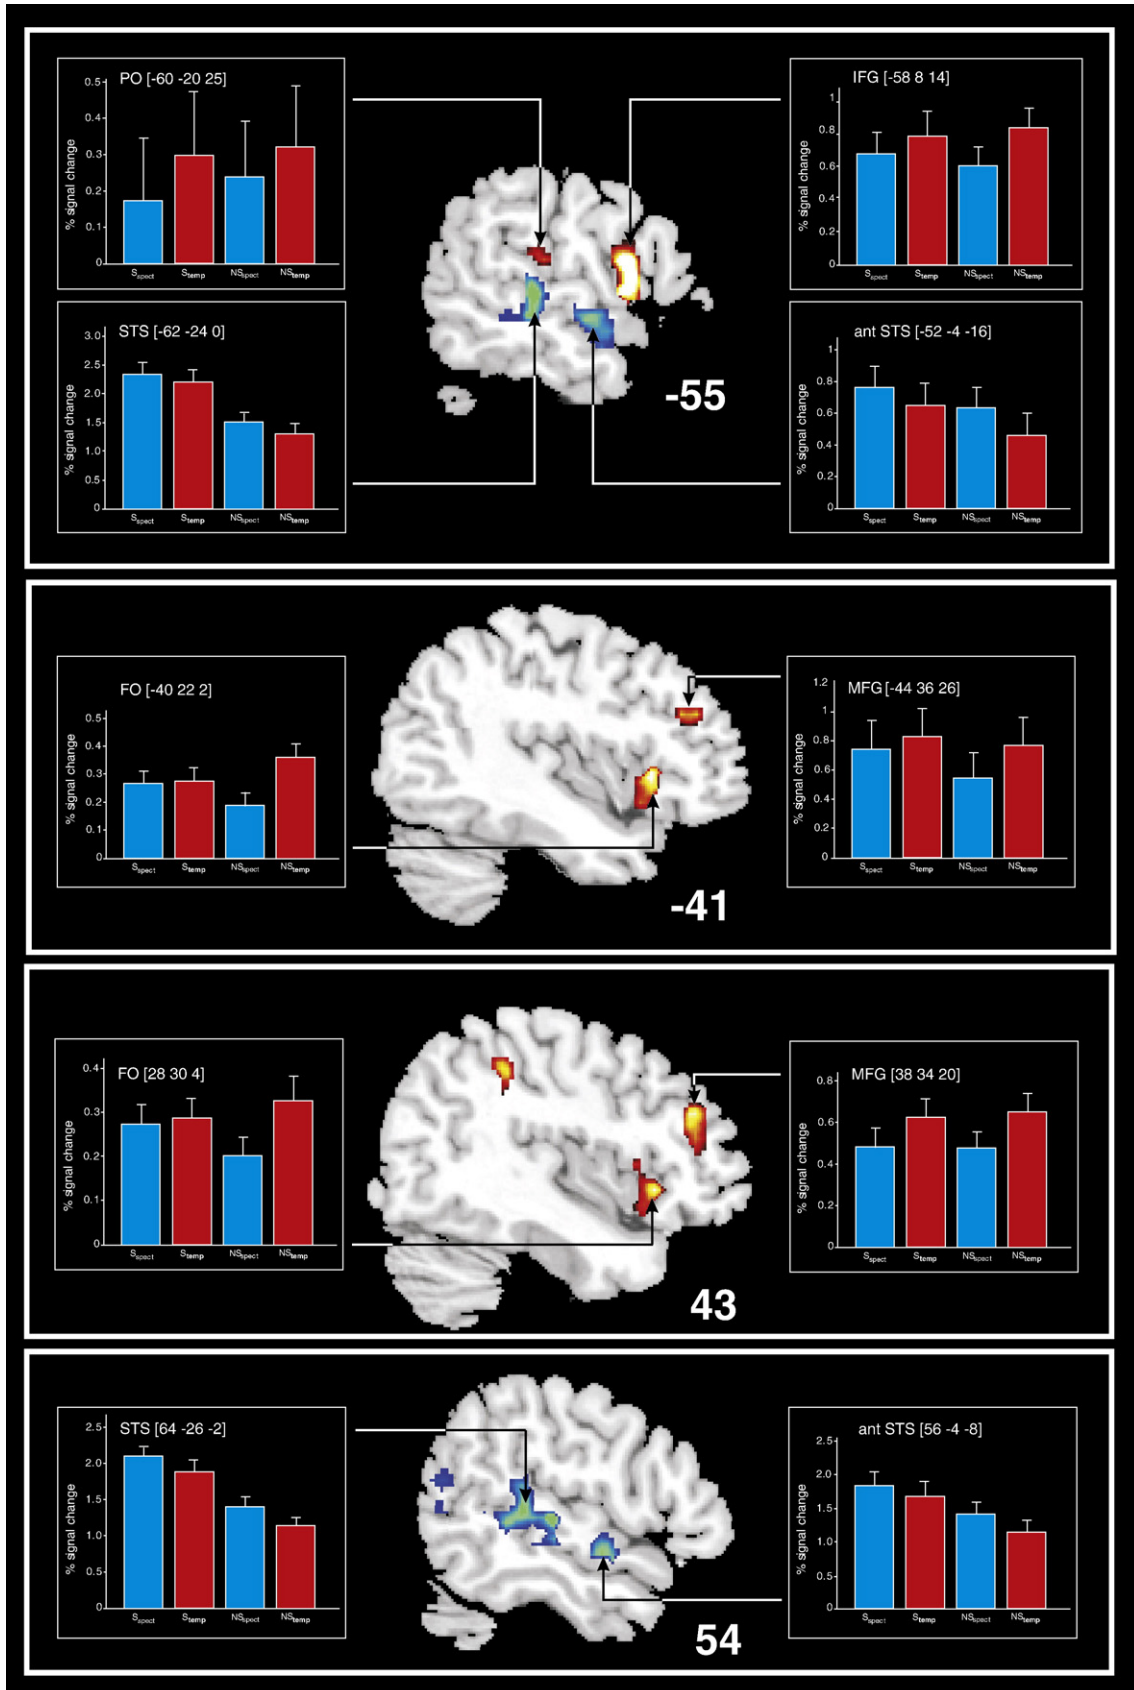 PO [-60 -20 25]
% signal change
0.5
0.4
0.3
0.2
0.1
0
Sspect
Stemp
NSspect
NStemp
IFG [-58 8 14]
% signal change
1
0.8
0.6
0.4
0.2
0
Sspect
Stemp
NSspect
NStemp
STS [-62 -24 0]
% signal change
3.0
2.5
2.0
1.5
1.0
0.5
0
Sspect
Stemp
NSspect
NStemp
ant STS [-52 -4 -16]
% signal change
1
0.8
0.6
0.4
0.2
0
Sspect
Stemp
NSspect
NStemp
-55
FO [-40 22 2]
% signal change
0.5
0.4
0.3
0.2
0.1
0
Sspect
Stemp
NSspect
NStemp
MFG [-44 36 26]
% signal change
1.2
1
0.8
0.6
0.4
0.2
0
Sspect
Stemp
NSspect
NStemp
-41
FO [28 30 4]
% signal change
0.4
0.3
0.2
0.1
0
Sspect
Stemp
NSspect
NStemp
MFG [38 34 20]
% signal change
0.8
0.6
0.4
0.2
0
Sspect
Stemp
NSspect
NStemp
43
STS [64 -26 -2]
% signal change
2.5
2.0
1.5
1.0
0.5
0
Sspect
Stemp
NSspect
NStemp
ant STS [56 -4 -8]
% signal change
2.5
2.0
1.5
1.0
0.5
0
Sspect
Stemp
NSspect
NStemp
54